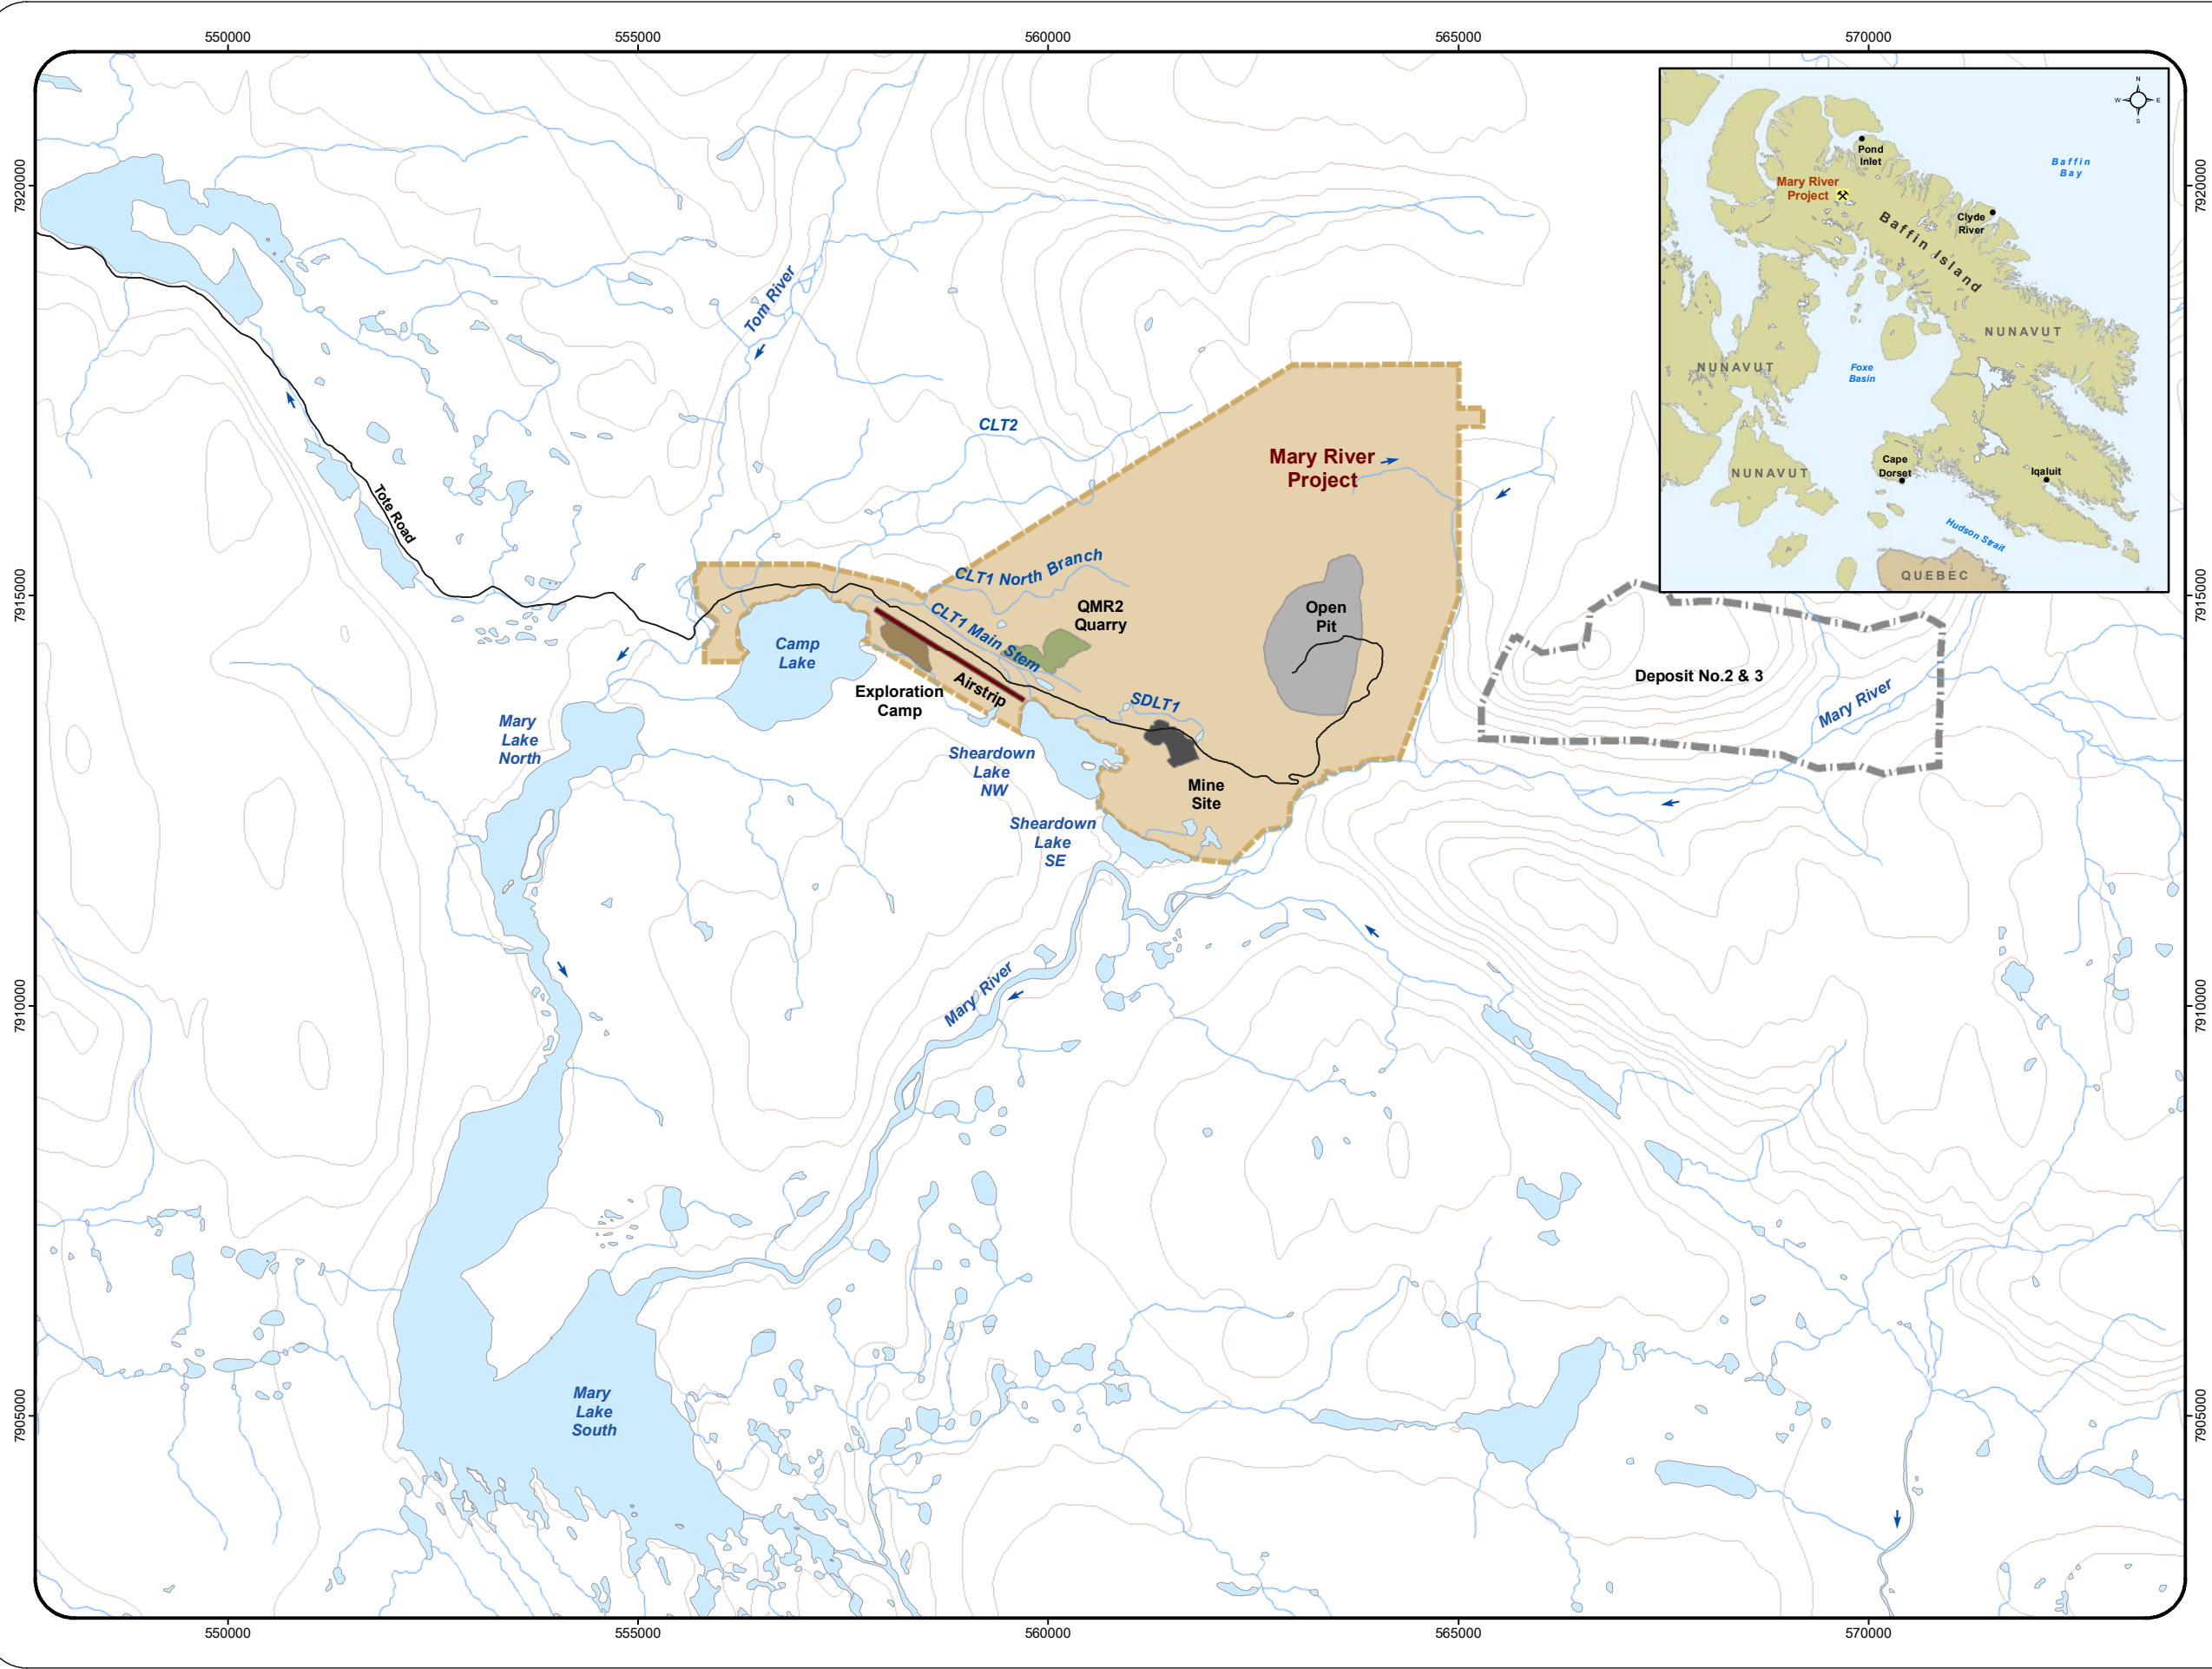 550000
555000
560000
565000
570000
7920000
7915000
7910000
7905000
7920000
7915000
7910000
7905000
N
W
E
S
Pond
Inlet
Baffin
Bay
Mary River
Project
Clyde
River
Baffin Island
NUNAVUT
NUNAVUT
Foxe
Basin
NUNAVUT
Cape
Dorset
Iqaluit
Hudson Strait
QUEBEC
Tom River
CLT2
Mary River
Project
Tote Road
CLT1 North Branch
CLT1 Main Stem
QMR2
Quarry
Open
Pit
Camp
Lake
Deposit No.2 & 3
Mary River
Exploration
Camp
Airstrip
SDLT1
Mary
Lake
North
Sheardown
Lake
NW
Mine
Site
Sheardown
Lake
SE
Mary River
Mary
Lake
South
550000
555000
560000
565000
570000